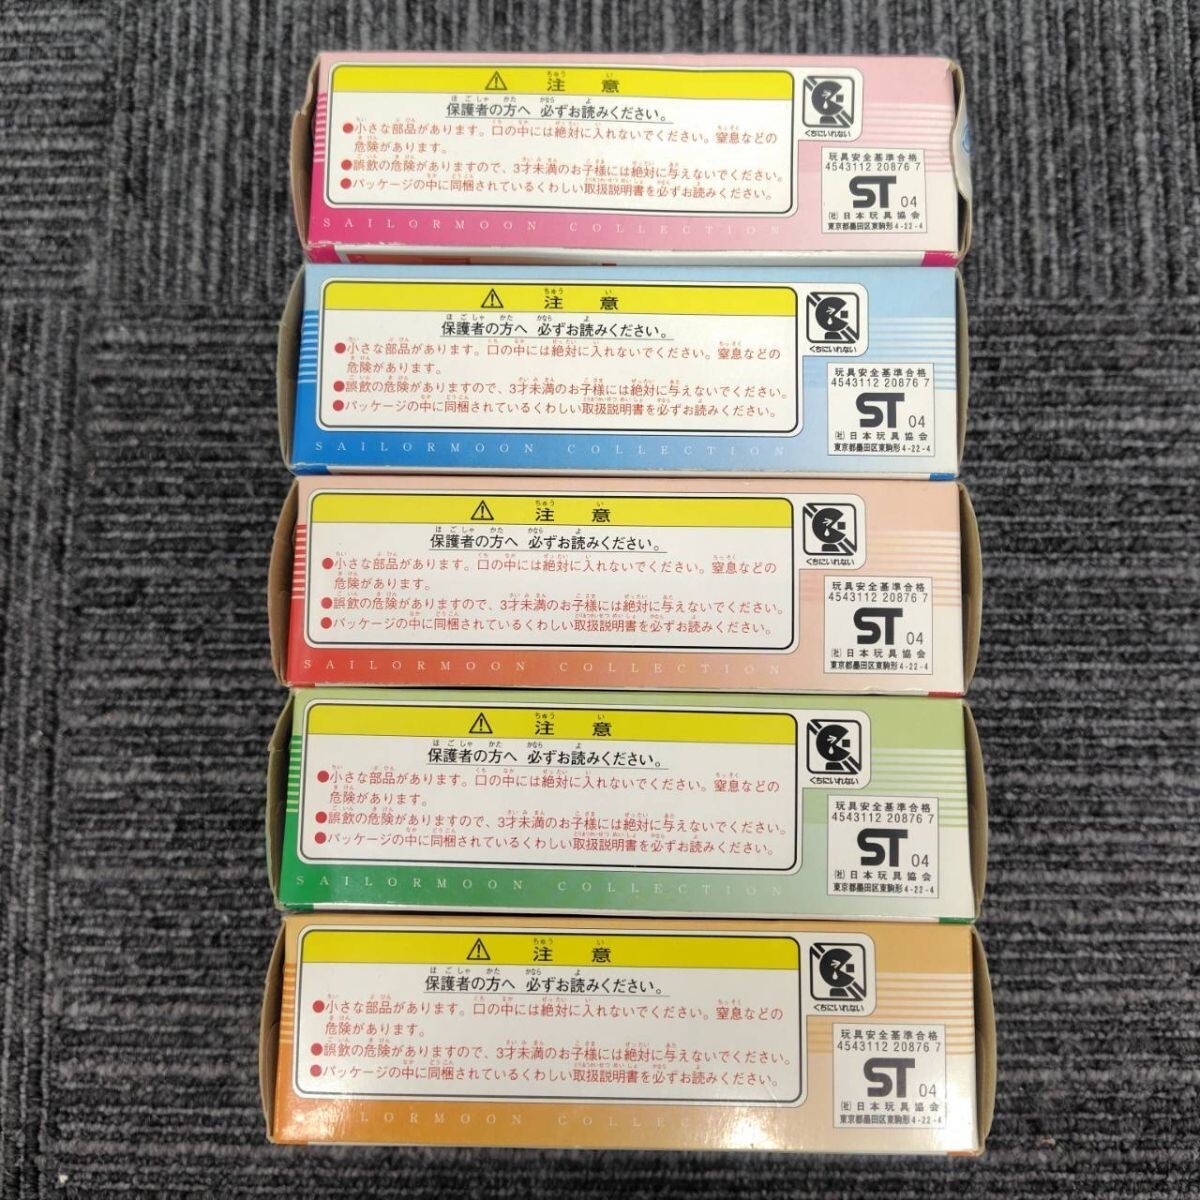 注意
保護者の方へ 必ずお読みください。
●小さな部品があります。口の中には絶対に入れないでください。窒息などの
危険があります。
●誤飲の危険がありますので、3才未満のお子様には絶対に与えないでください。
●パッケージの中に同梱されているくわしい取扱説明書を必ずお読みください。
SAILORMOON COLLECTION
くちにいれない
玩具安全基準合格
4543112 20876 7
ST 04
(社)日本玩具協会
東京都墨田区東駒形4-22-4
注意
保護者の方へ 必ずお読みください。
●小さな部品があります。口の中には絶対に入れないでください。窒息などの
危険があります。
●誤飲の危険がありますので、3才未満のお子様には絶対に与えないでください。
●パッケージの中に同梱されているくわしい取扱説明書を必ずお読みください。
SAILORMOON COLLECTION
くちにいれない
玩具安全基準合格
4543112 20876 7
ST 04
(社)日本玩具協会
東京都墨田区東駒形4-22-4
注意
保護者の方へ 必ずお読みください。
●小さな部品があります。口の中には絶対に入れないでください。窒息などの
危険があります。
●誤飲の危険がありますので、3才未満のお子様には絶対に与えないでください。
●パッケージの中に同梱されているくわしい取扱説明書を必ずお読みください。
SAILORMOON COLLECTION
くちにいれない
玩具安全基準合格
4543112 20876 7
ST 04
(社)日本玩具協会
東京都墨田区東駒形4-22-4
注意
保護者の方へ 必ずお読みください。
●小さな部品があります。口の中には絶対に入れないでください。窒息などの
危険があります。
●誤飲の危険がありますので、3才未満のお子様には絶対に与えないでください。
●パッケージの中に同梱されているくわしい取扱説明書を必ずお読みください。
SAILORMOON COLLECTION
くちにいれない
玩具安全基準合格
4543112 20876 7
ST 04
(社)日本玩具協会
東京都墨田区東駒形4-22-4
注意
保護者の方へ 必ずお読みください。
●小さな部品があります。口の中には絶対に入れないでください。窒息などの
危険があります。
●誤飲の危険がありますので、3才未満のお子様には絶対に与えないでください。
●パッケージの中に同梱されているくわしい取扱説明書を必ずお読みください。
SAILORMOON COLLECTION
くちにいれない
玩具安全基準合格
4543112 20876 7
ST 04
(社)日本玩具協会
東京都墨田区東駒形4-22-4